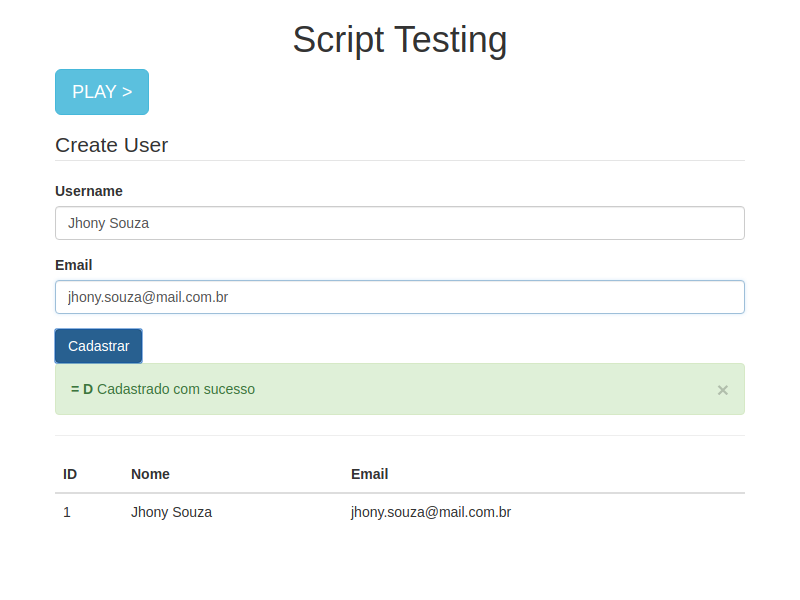 Script Testing
PLAY >
Create User
Username
Jhony Souza
Email
jhony.souza@mail.com.br
Cadastrar
= D Cadastrado com sucesso ×
ID Nome Email
1 Jhony Souza jhony.souza@mail.com.br